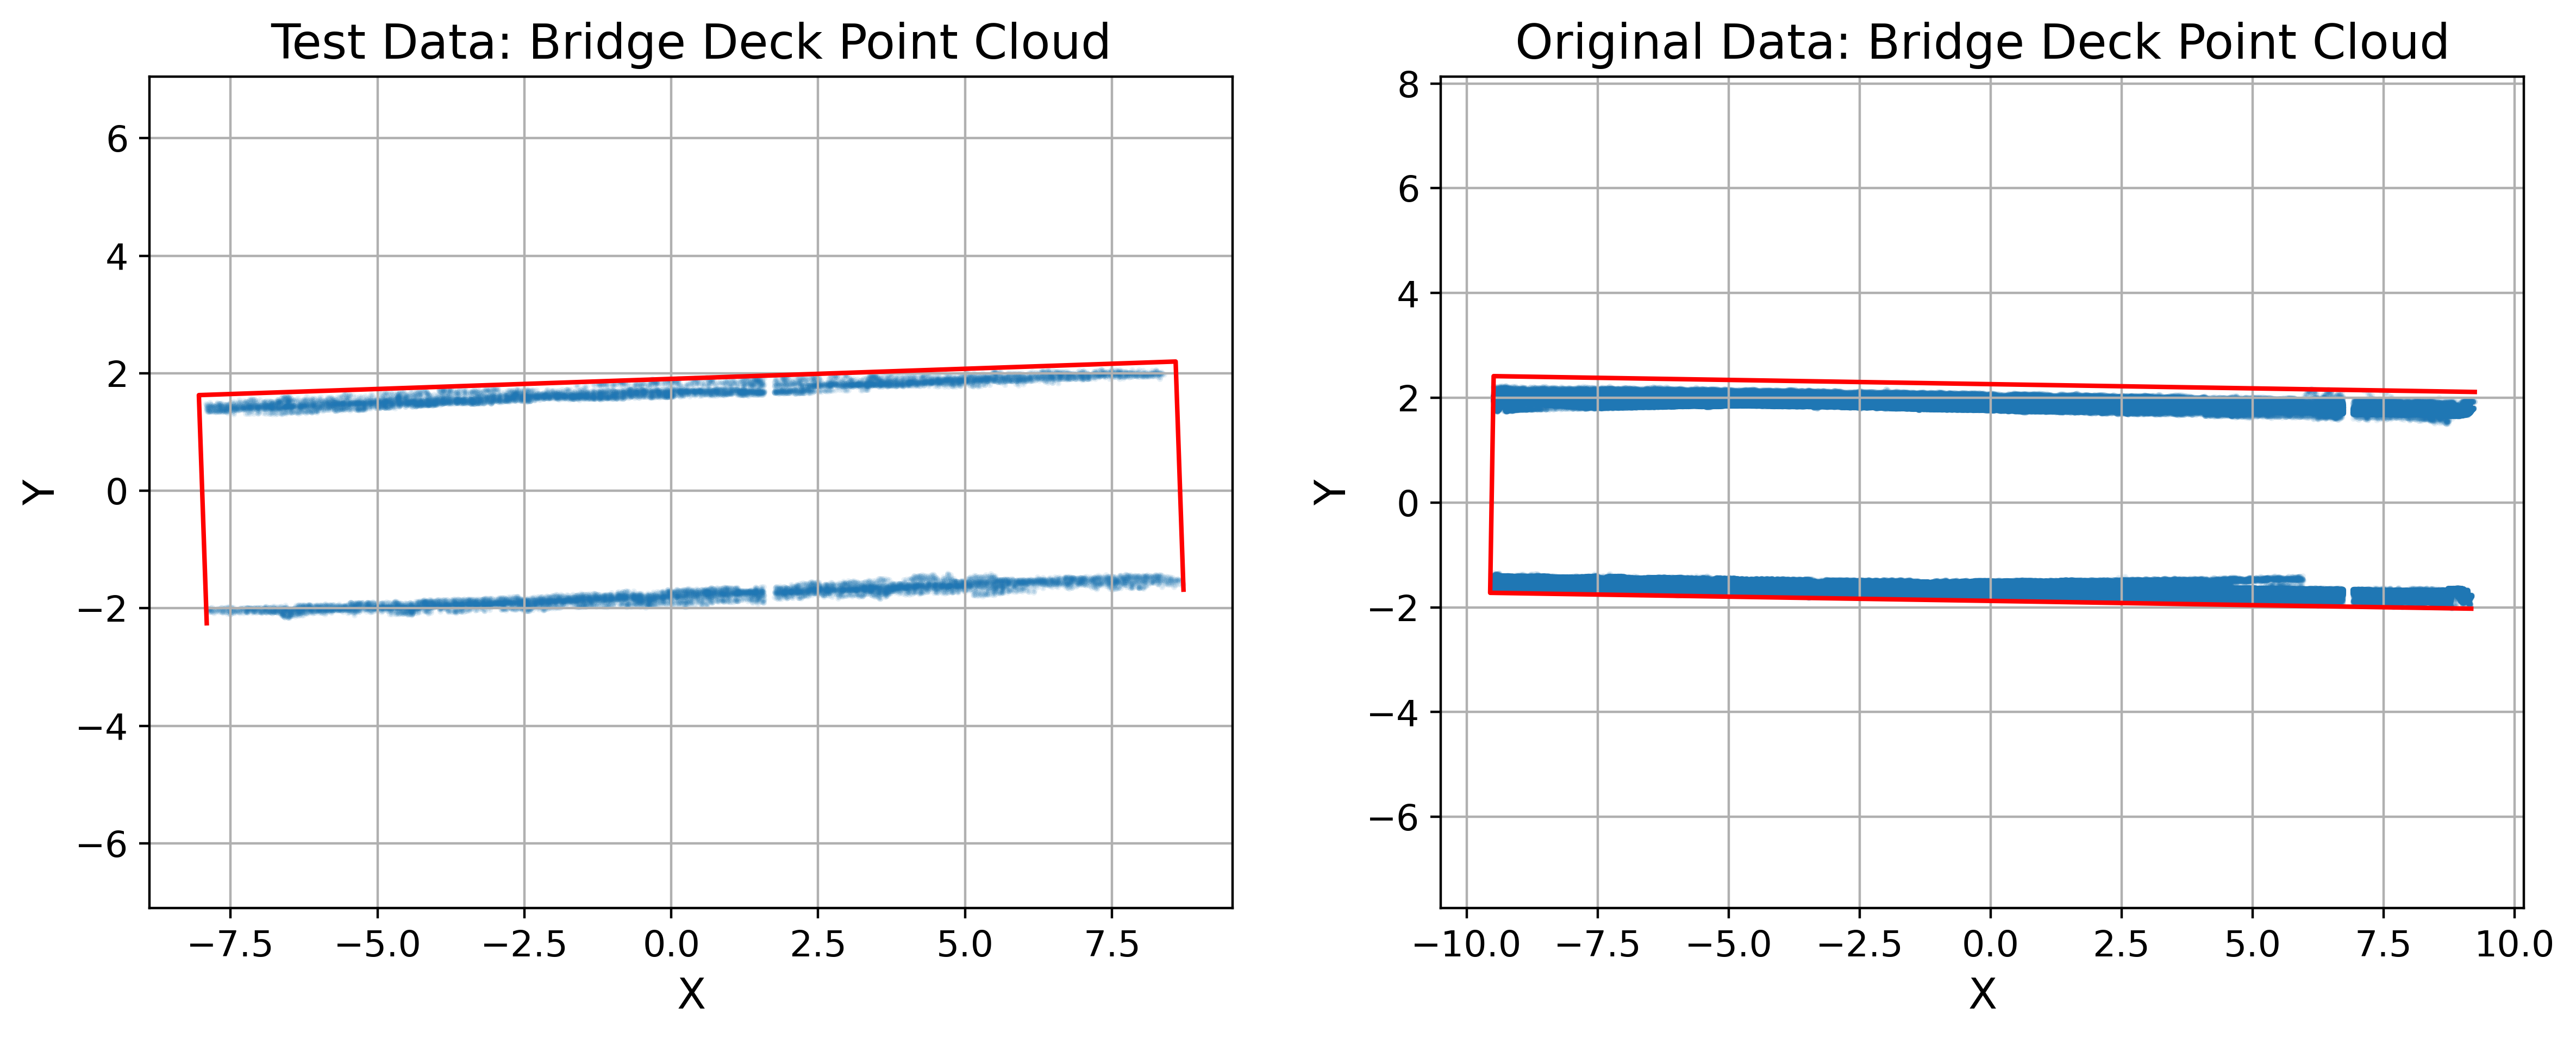 Test Data: Bridge Deck Point Cloud
6
4
2
0
−2
−4
−6
Y
−7.5 −5.0 −2.5 0.0 2.5 5.0 7.5
X
Original Data: Bridge Deck Point Cloud
8
6
4
2
0
−2
−4
−6
Y
−10.0 −7.5 −5.0 −2.5 0.0 2.5 5.0 7.5 10.0
X